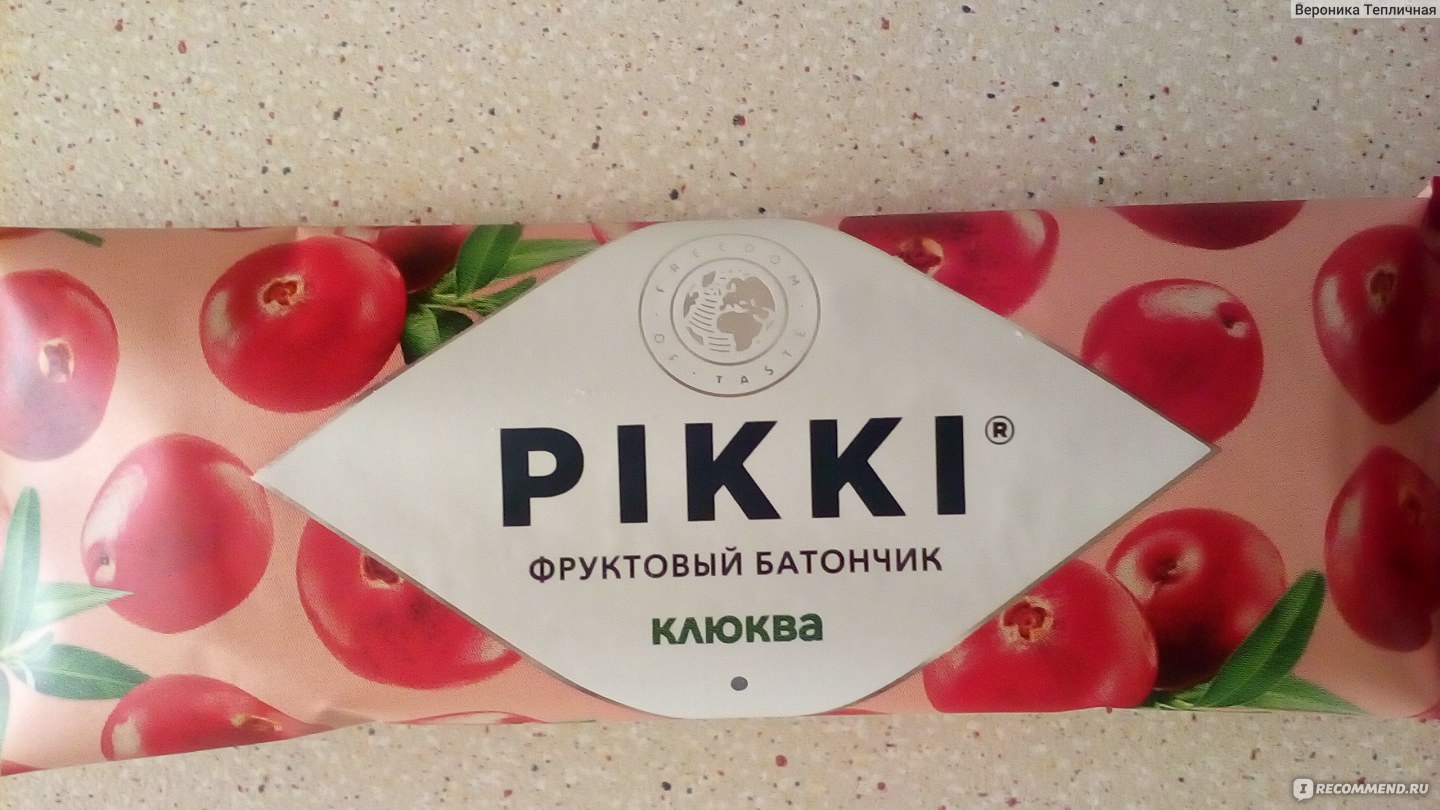 Вероника Тепличная
FREEDOM OF TASTE
PIKKI®
ФРУКТОВЫЙ БАТОНЧИК
КЛЮКВА
IRECOMMEND.RU